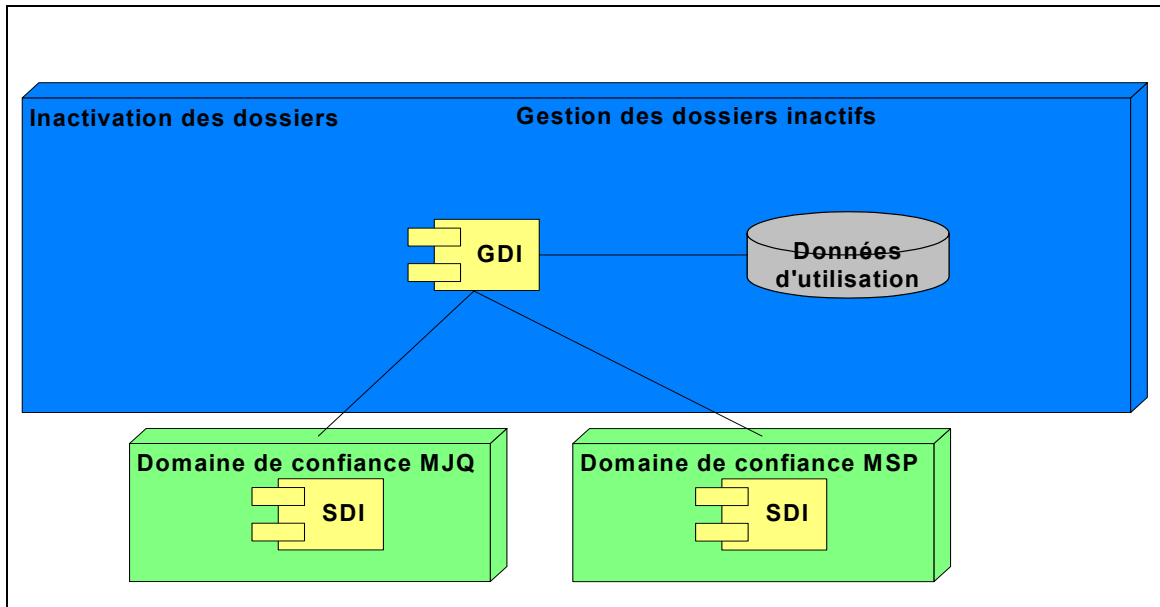 Inactivation des dossiers
Gestion des dossiers inactifs
GDI
Données
d'utilisation
Domaine de confiance MJQ
SDI
Domaine de confiance MSP
SDI